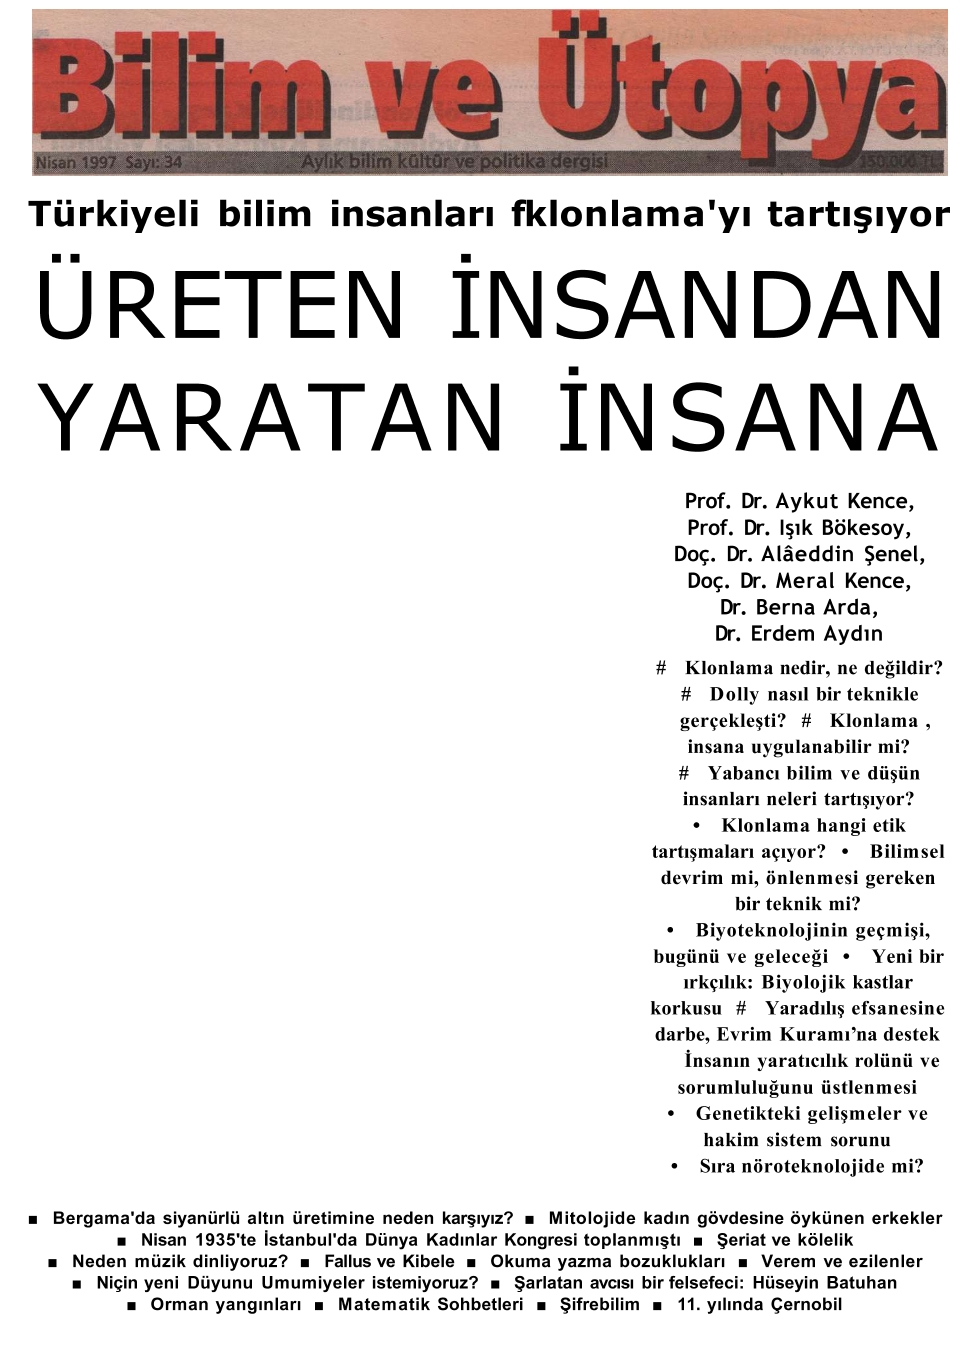 Bilim ve Ütopya
Nisan 1997 Sayı: 34 Aylık bilim kültür ve politika dergisi 150.000 TL.
Türkiyeli bilim insanları fklonlama'yı tartışıyor
ÜRETEN İNSANDAN
YARATAN İNSANA
Prof. Dr. Aykut Kence,
Prof. Dr. Işık Bökesoy,
Doç. Dr. Alâeddin Şenel,
Doç. Dr. Meral Kence,
Dr. Berna Arda,
Dr. Erdem Aydın
# Klonlama nedir, ne değildir?
# Dolly nasıl bir teknikle
gerçekleşti? # Klonlama ,
insana uygulanabilir mi?
# Yabancı bilim ve düşün
insanları neleri tartışıyor?
• Klonlama hangi etik
tartışmaları açıyor? • Bilimsel
devrim mi, önlenmesi gereken
bir teknik mi?
• Biyoteknolojinin geçmişi,
bugünü ve geleceği • Yeni bir
ırkçılık: Biyolojik kastlar
korkusu # Yaradılış efsanesine
darbe, Evrim Kuramı’na destek
İnsanın yaratıcılık rolünü ve
sorumluluğunu üstlenmesi
• Genetikteki gelişmeler ve
hakim sistem sorunu
• Sıra nöroteknolojide mi?
■ Bergama'da siyanürlü altın üretimine neden karşıyız? ■ Mitolojide kadın gövdesine öykünen erkekler
■ Nisan 1935'te İstanbul'da Dünya Kadınlar Kongresi toplanmıştı ■ Şeriat ve kölelik
■ Neden müzik dinliyoruz? ■ Fallus ve Kibele ■ Okuma yazma bozuklukları ■ Verem ve ezilenler
■ Niçin yeni Düyunu Umumiyeler istemiyoruz? ■ Şarlatan avcısı bir felsefeci: Hüseyin Batuhan
■ Orman yangınları ■ Matematik Sohbetleri ■ Şifrebilim ■ 11. yılında Çernobil